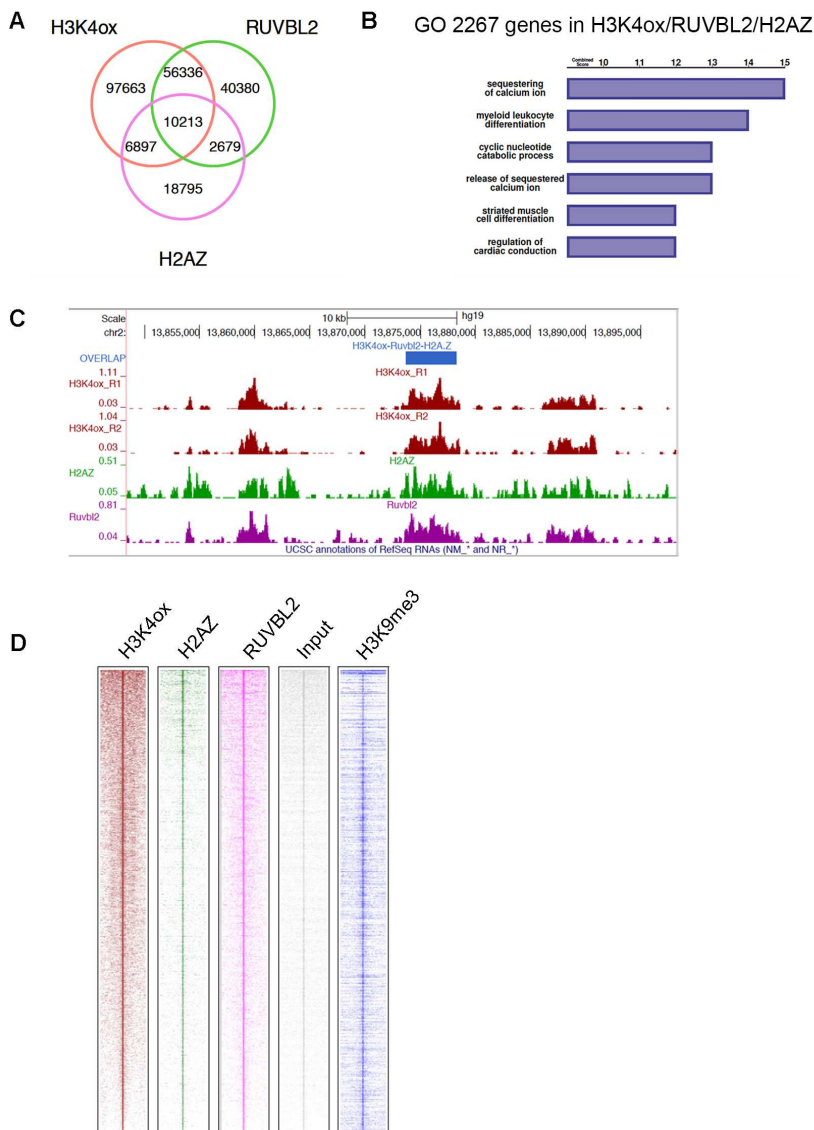 A
H3K4ox
RUVBL2
97663
56336
40380
10213
6897
2679
18795
H2AZ
B
GO 2267 genes in H3K4ox/RUVBL2/H2AZ
Combined
Score
10 11 12 13 14 15
sequestering
of calcium ion
myeloid leukocyte
differentiation
cyclic nucleotide
catabolic process
release of sequestered
calcium ion
striated muscle
cell differentiation
regulation of
cardiac conduction
C
Scale
10 kb
hg19
chr2:
13,855,000
13,860,000
13,865,000
13,870,000
13,875,000
13,880,000
13,885,000
13,890,000
13,895,000
H3K4ox-Ruvbl2-H2A.Z
OVERLAP
1.11
H3K4ox_R1
H3K4ox_R1
0.03
1.04
H3K4ox_R2
H3K4ox_R2
0.03
0.51
H2AZ
H2AZ
0.05
0.81
Ruvbl2
Ruvbl2
0.04
UCSC annotations of RefSeq RNAs (NM_* and NR_*)
D
H3K4ox
H2AZ
RUVBL2
Input
H3K9me3